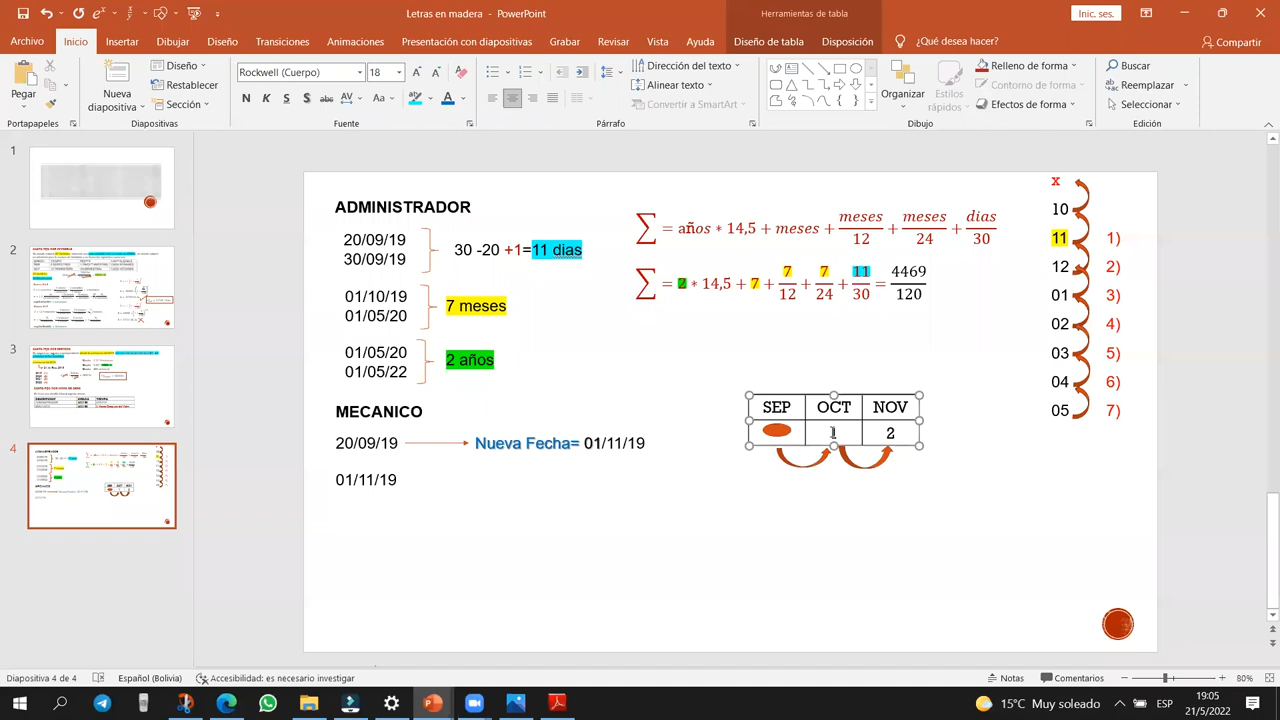 Letras en madera - PowerPoint
Herramientas de tabla
Inic. ses.
Archivo Inicio Insertar Dibujar Diseño Transiciones Animaciones Presentación con diapositivas Grabar Revisar Vista Ayuda Diseño de tabla Disposición ¿Qué desea hacer? Compartir
Pegar
Portapapeles
Nueva diapositiva
Diseño
Restablecer
Sección
Diapositivas
Rockwell (Cuerpo) 18
N K S S abc AV Aa A
Fuente
Dirección del texto
Alinear texto
Convertir a SmartArt
Párrafo
Organizar
Estilos rápidos
Relleno de forma
Contorno de forma
Efectos de forma
Dibujo
Buscar
Reemplazar
Seleccionar
Edición
1
2
3
4
ADMINISTRADOR
20/09/19
30/09/19
30 -20 +1=11 dias
01/10/19
01/05/20
7 meses
01/05/20
01/05/22
2 años
MECANICO
20/09/19
Nueva Fecha= 01/11/19
01/11/19
∑ = años ∗ 14,5 + meses + meses/12 + meses/24 + dias/30
∑ = 2 ∗ 14,5 + 7 + 7/12 + 7/24 + 11/30 = 4469/120
SEP OCT NOV
1 2
x
10
11 1)
12 2)
01 3)
02 4)
03 5)
04 6)
05 7)
Diapositiva 4 de 4 Español (Bolivia) Accesibilidad: es necesario investigar Notas Comentarios 80%
15°C Muy soleado ESP 19:05
21/5/2022